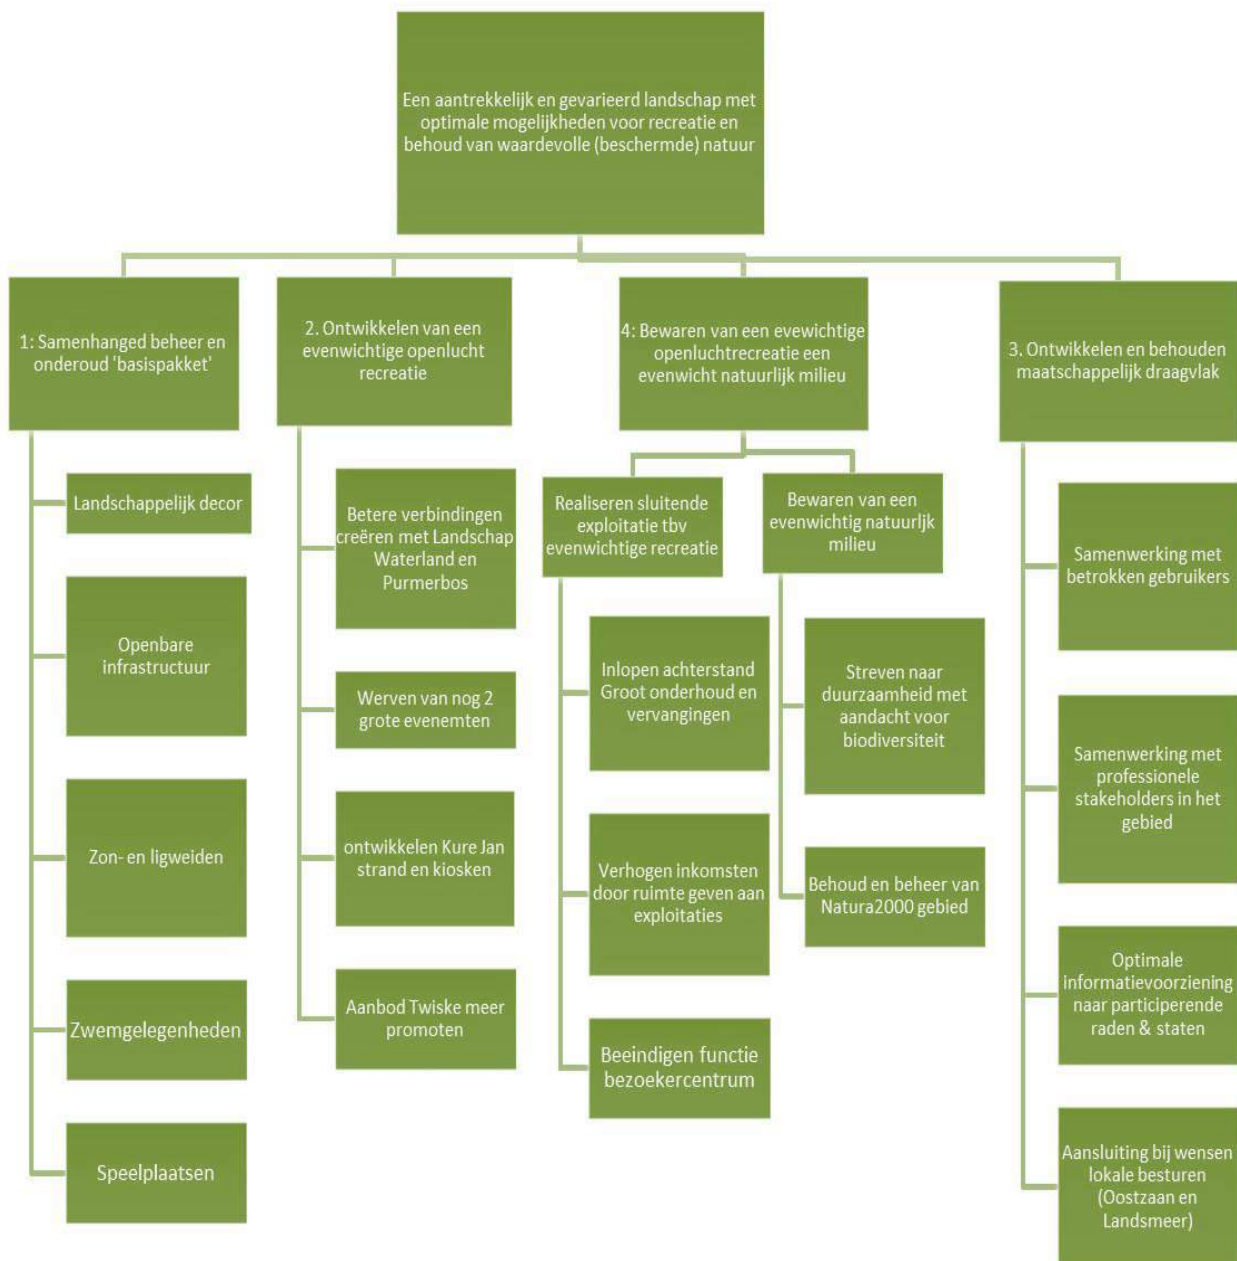 Een aantrekkelijk en gevarieerd landschap met
optimale mogelijkheden voor recreatie en
behoud van waardevolle (beschermde) natuur
1: Samenhanged beheer en
onderoud 'basispakket'
Landschappelijk decor
Openbare
infrastructuur
Zon- en ligweiden
Zwemgelegenheden
Speelplaatsen
2. Ontwikkelen van een
evenwichtige openlucht
recreatie
Betere verbindingen
creëren met Landschap
Waterland en
Purmerbos
Werven van nog 2
grote evenemten
ontwikkelen Kure Jan
strand en kiosken
Aanbod Twiske meer
promoten
4: Bewaren van een evewichtige
openluchtrecreatie een
evenwicht natuurlijk milieu
Realiseren sluitende
exploitatie tbv
evenwichtige recreatie
Inlopen achterstand
Groot onderhoud en
vervangingen
Verhogen inkomsten
door ruimte geven aan
exploitaties
Beeindigen functie
bezoekercentrum
Bewaren van een
evenwichtig natuurljk
milieu
Streven naar
duurzaamheid met
aandacht voor
biodiversiteit
Behoud en beheer van
Natura2000 gebied
3. Ontwikkelen en behouden
maatschappelijk draagvlak
Samenwerking met
betrokken gebruikers
Samenwerking met
professionele
stakeholders in het
gebied
Optimale
informatievoorziening
naar participerende
raden & staten
Aansluiting bij wensen
lokale besturen
(Oostzaan en
Landsmeer)